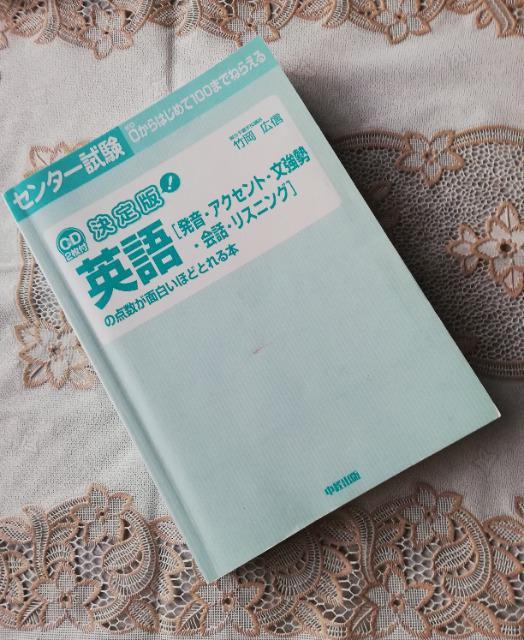 センター試験
0からはじめて100までねらえる
竹岡 広信
CD
2枚付
決定版!
英語
[発音・アクセント・文強勢
・会話・リスニング]
の点数が面白いほどとれる本
中経出版